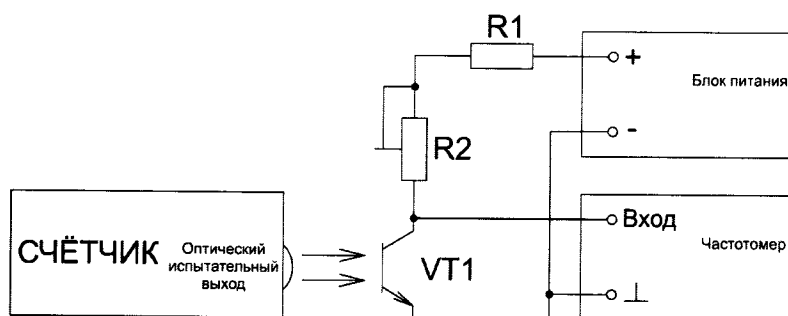 R1
+
Блок питания
-
R2
СЧЁТЧИК
Оптический
испытательный
выход
VT1
Вход
Частотомер
⊥